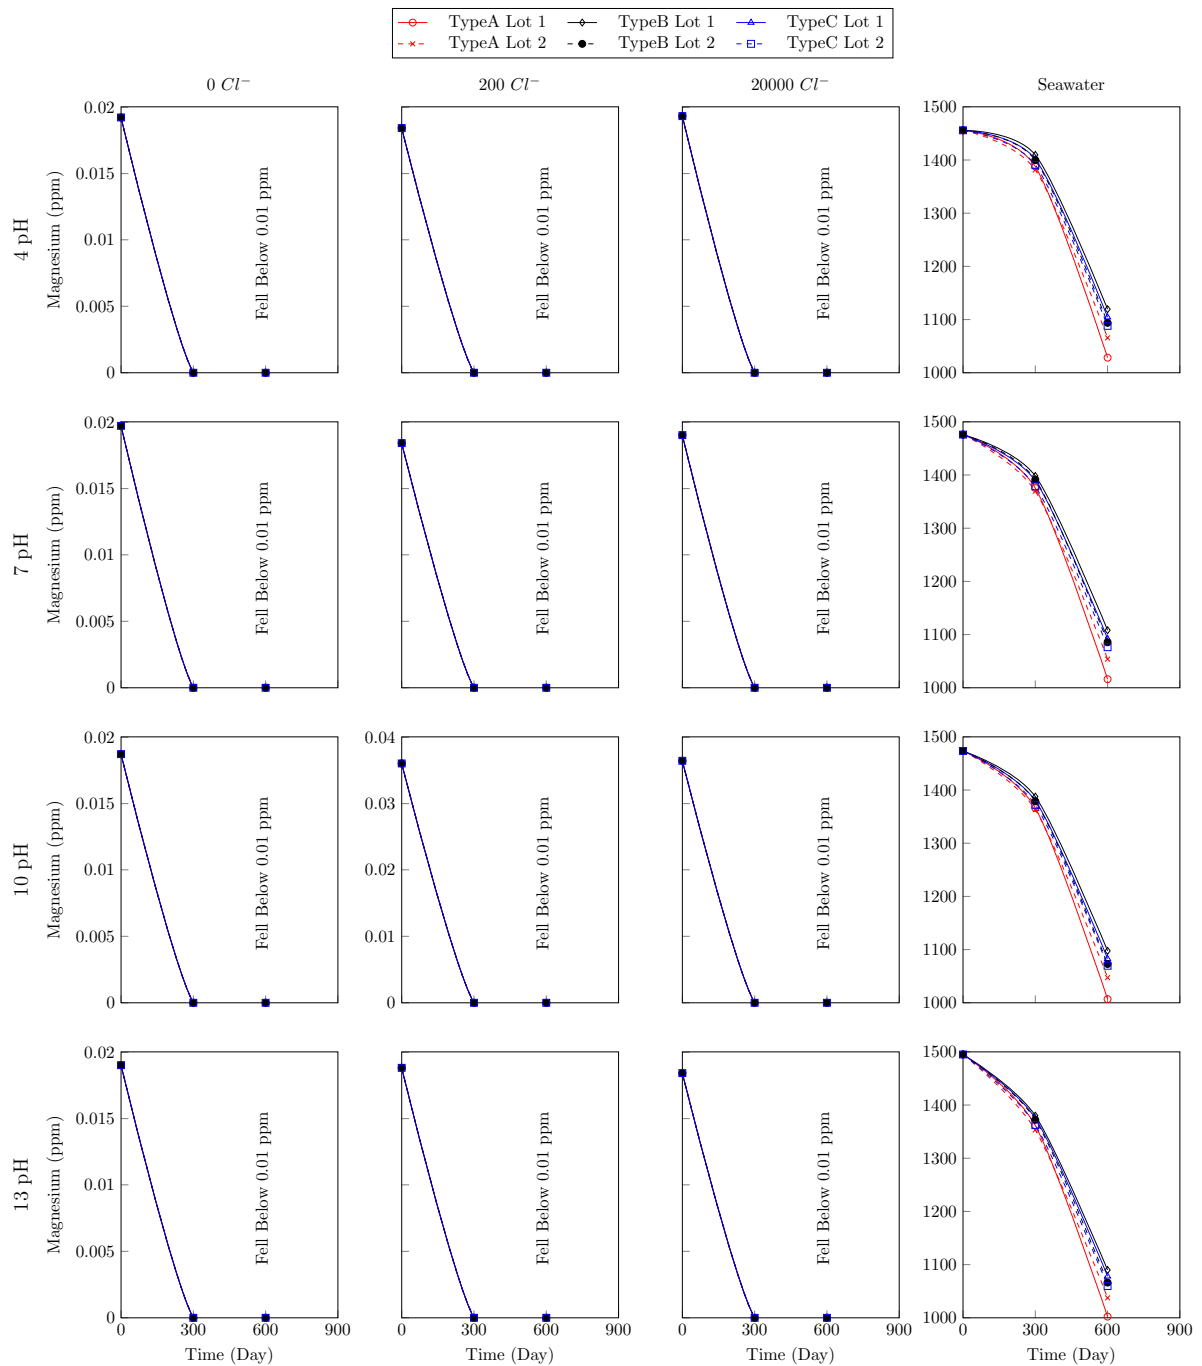 TypeA Lot 1 TypeB Lot 1 TypeC Lot 1
TypeA Lot 2 TypeB Lot 2 TypeC Lot 2
0 Cl⁻ 200 Cl⁻ 20000 Cl⁻ Seawater
4 pH
Magnesium (ppm)
0.02
0.015
0.01
0.005
0
Fell Below 0.01 ppm
Fell Below 0.01 ppm
Fell Below 0.01 ppm
1500
1400
1300
1200
1100
1000
7 pH
Magnesium (ppm)
0.02
0.015
0.01
0.005
0
Fell Below 0.01 ppm
Fell Below 0.01 ppm
Fell Below 0.01 ppm
1500
1400
1300
1200
1100
1000
10 pH
Magnesium (ppm)
0.02
0.015
0.01
0.005
0
Fell Below 0.01 ppm
0.04
0.03
0.02
0.01
0
Fell Below 0.01 ppm
Fell Below 0.01 ppm
1500
1400
1300
1200
1100
1000
13 pH
Magnesium (ppm)
0.02
0.015
0.01
0.005
0
Fell Below 0.01 ppm
Fell Below 0.01 ppm
Fell Below 0.01 ppm
1500
1400
1300
1200
1100
1000
0 300 600 900 0 300 600 900 0 300 600 900 0 300 600 900
Time (Day) Time (Day) Time (Day) Time (Day)